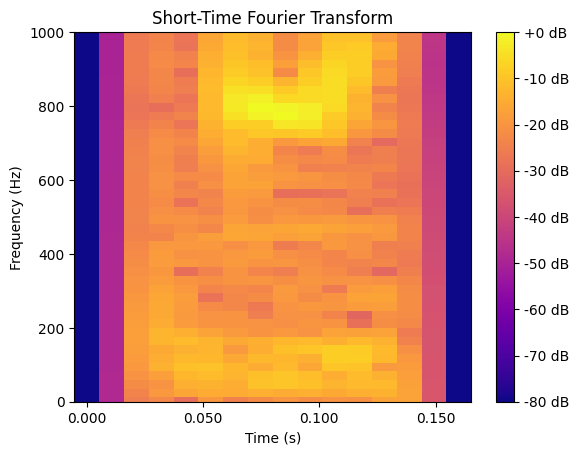 Short-Time Fourier Transform
1000
800
600
400
200
0
Frequency (Hz)
0.000
0.050
0.100
0.150
Time (s)
+0 dB
-10 dB
-20 dB
-30 dB
-40 dB
-50 dB
-60 dB
-70 dB
-80 dB